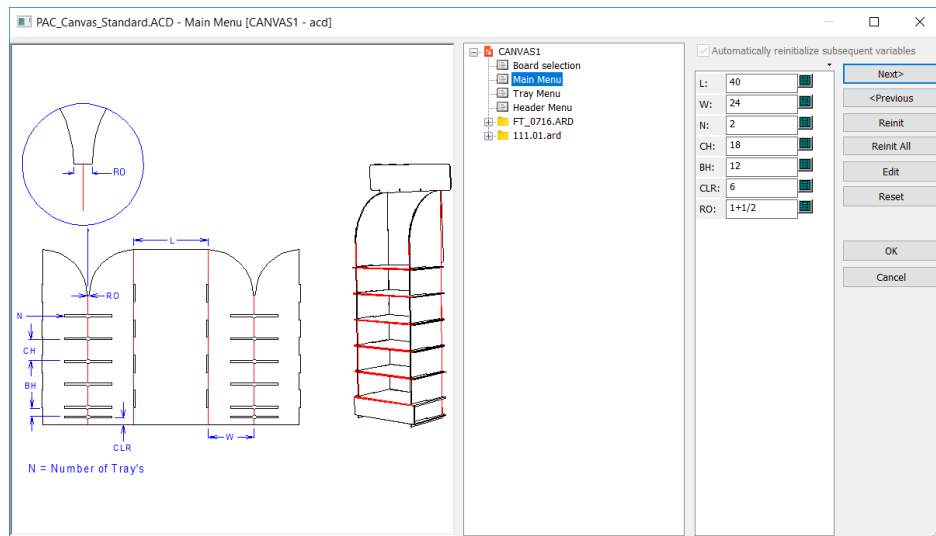 PAC_Canvas_Standard.ACD - Main Menu [CANVAS1 - acd]
RO
L
RO
N
CH
BH
W
CLR
N = Number of Tray's
CANVAS1
Board selection
Main Menu
Tray Menu
Header Menu
FT_0716.ARD
111.01.ard
Automatically reinitialize subsequent variables
L: 40
W: 24
N: 2
CH: 18
BH: 12
CLR: 6
RO: 1+1/2
Next>
<Previous
Reinit
Reinit All
Edit
Reset
OK
Cancel